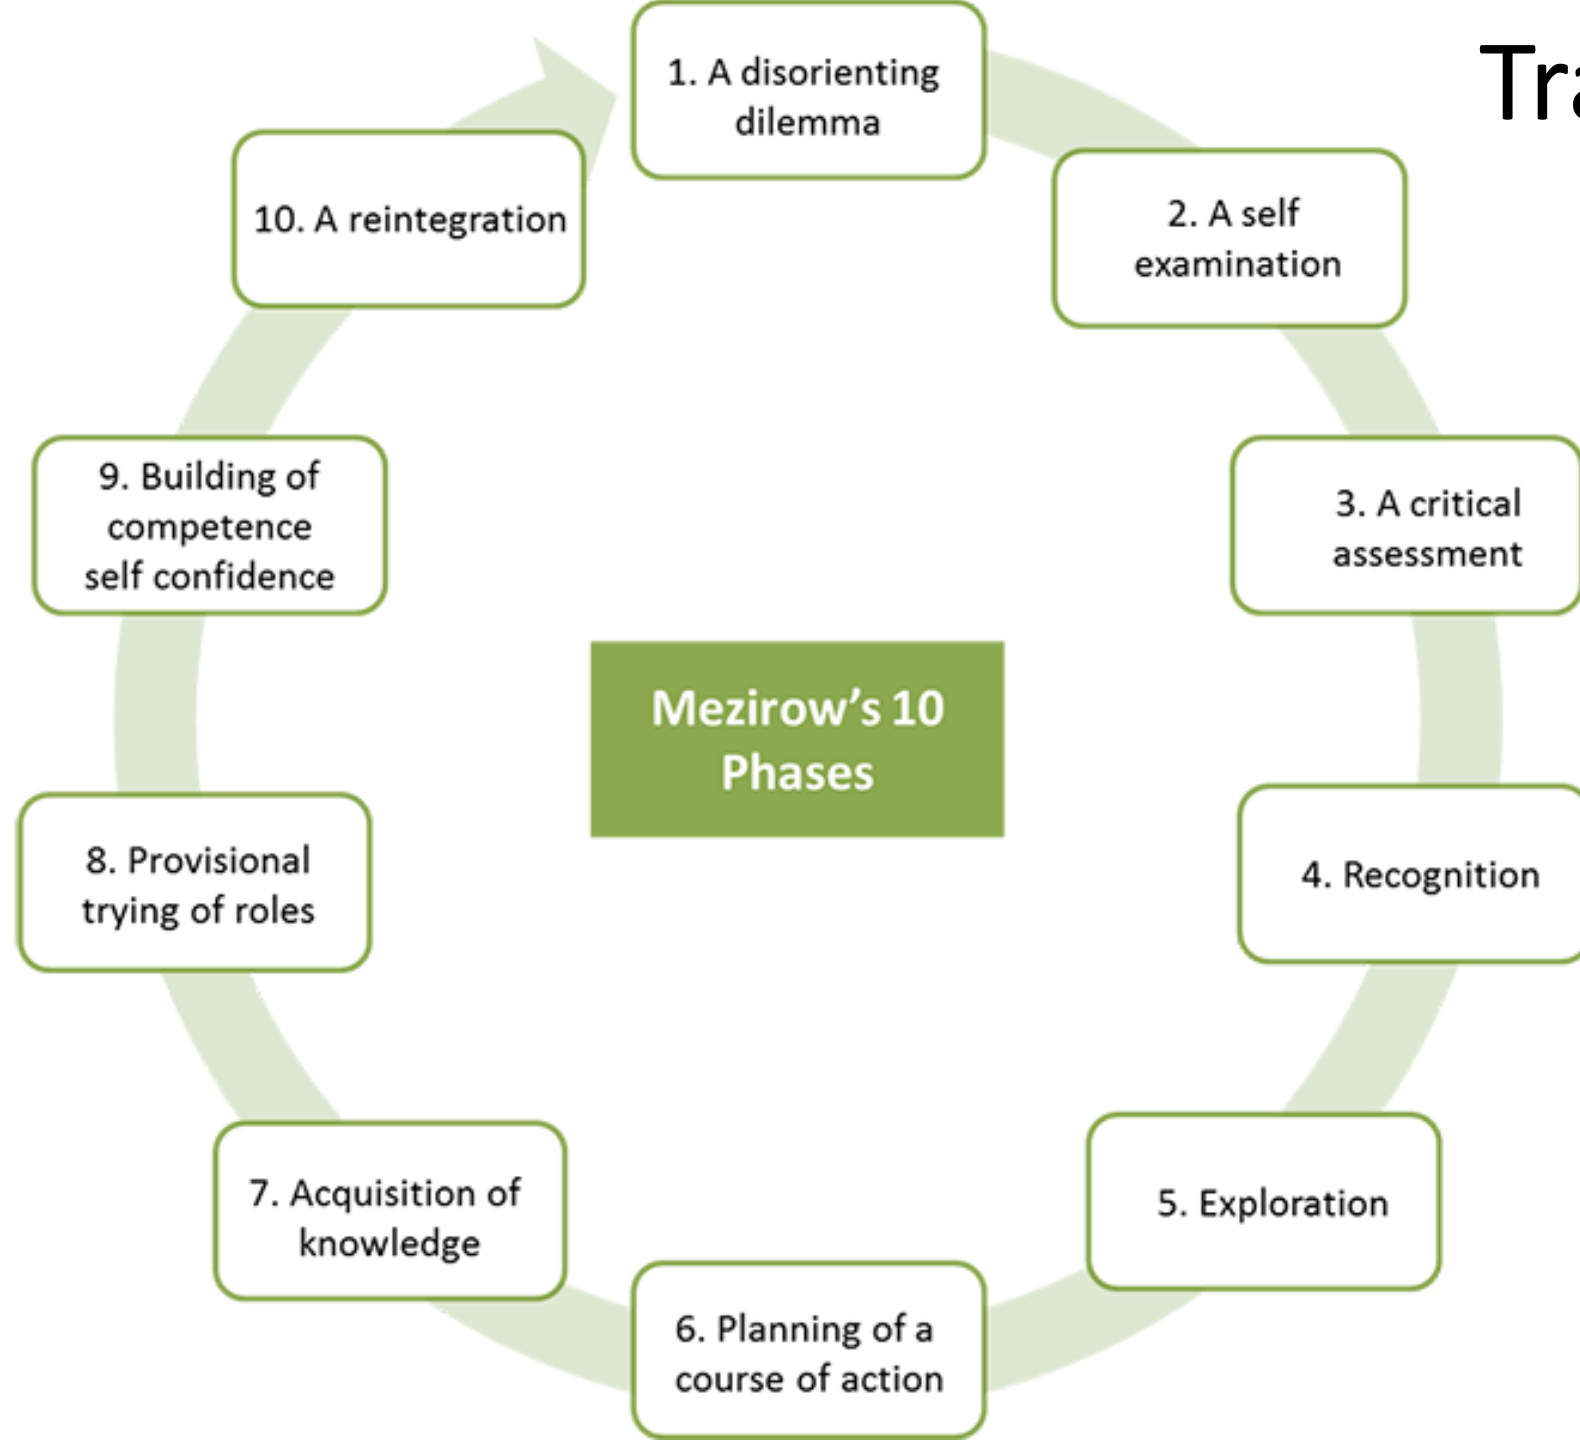 Tra
1. A disorienting
dilemma
2. A self
examination
3. A critical
assessment
4. Recognition
5. Exploration
6. Planning of a
course of action
7. Acquisition of
knowledge
8. Provisional
trying of roles
9. Building of
competence
self confidence
10. A reintegration
Mezirow’s 10
Phases